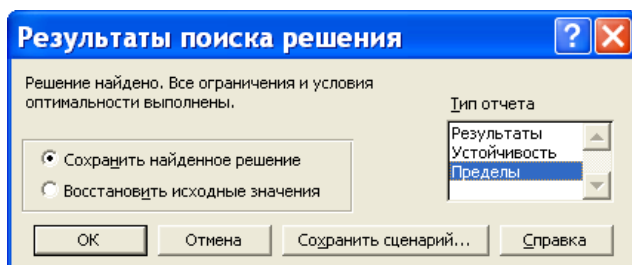 Результаты поиска решения
Решение найдено. Все ограничения и условия
оптимальности выполнены.
Тип отчета
Результаты
Устойчивость
Пределы
Сохранить найденное решение
Восстановить исходные значения
ОК Отмена Сохранить сценарий... Справка